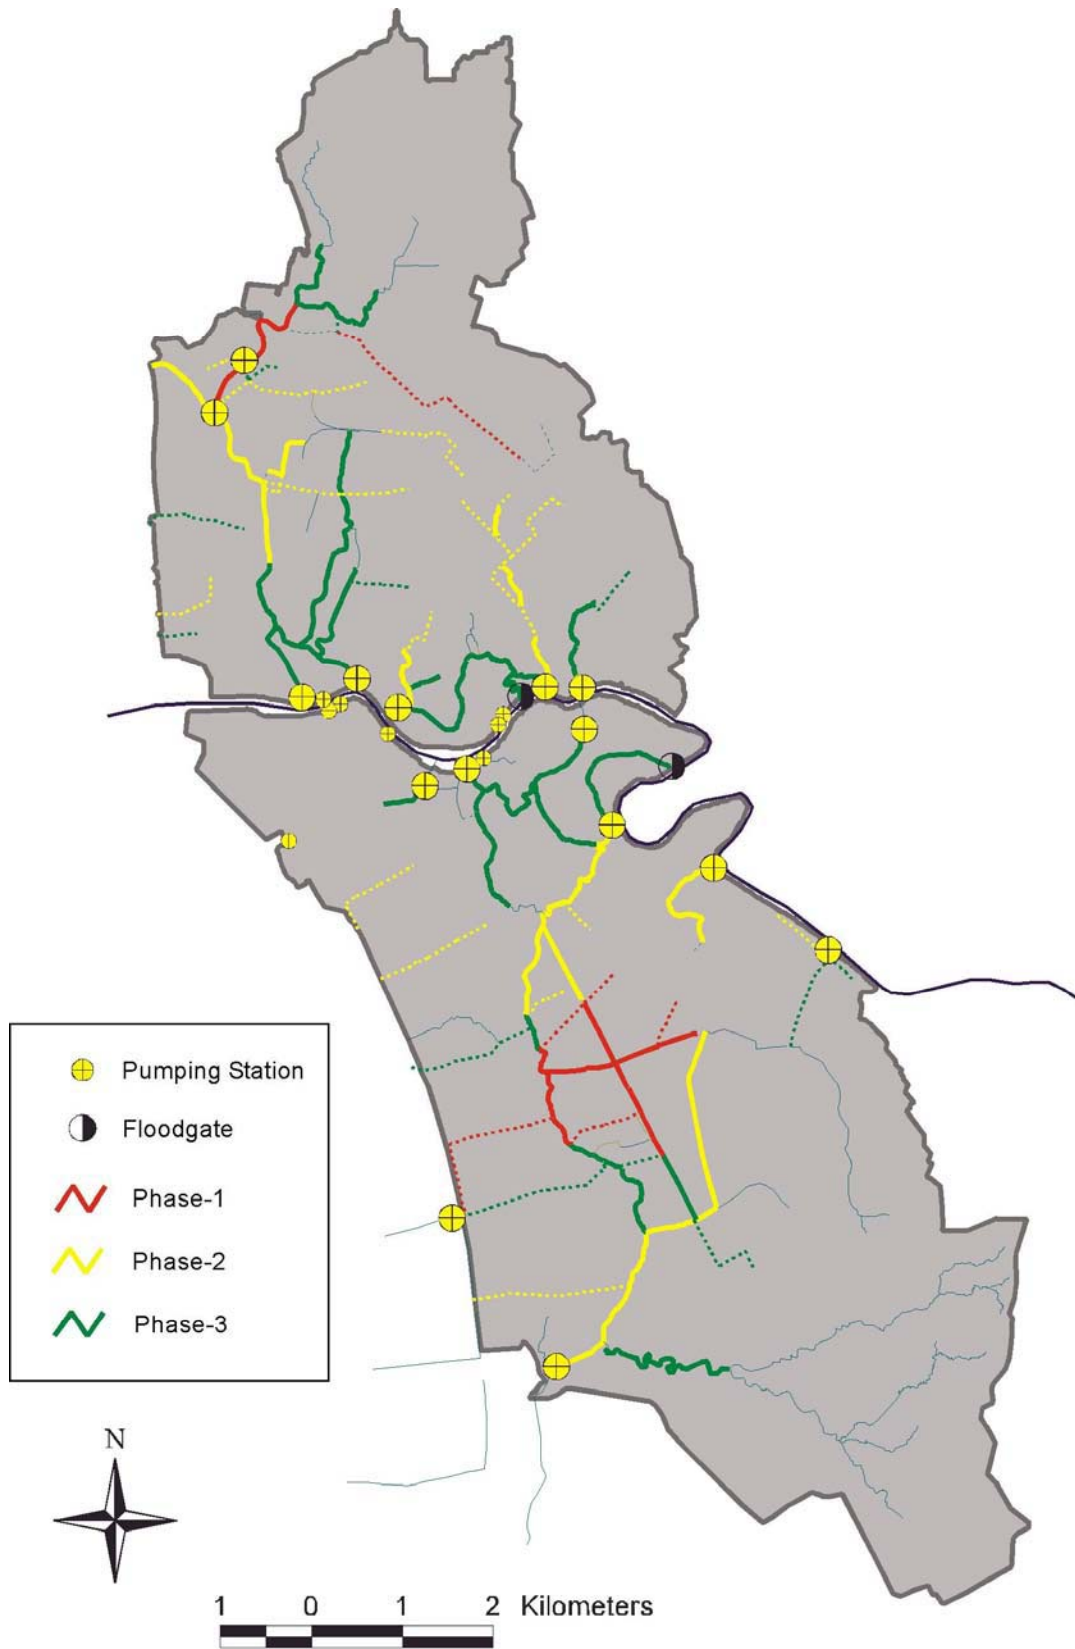 Pumping Station
Floodgate
Phase-1
Phase-2
Phase-3
N
1 0 1 2 Kilometers